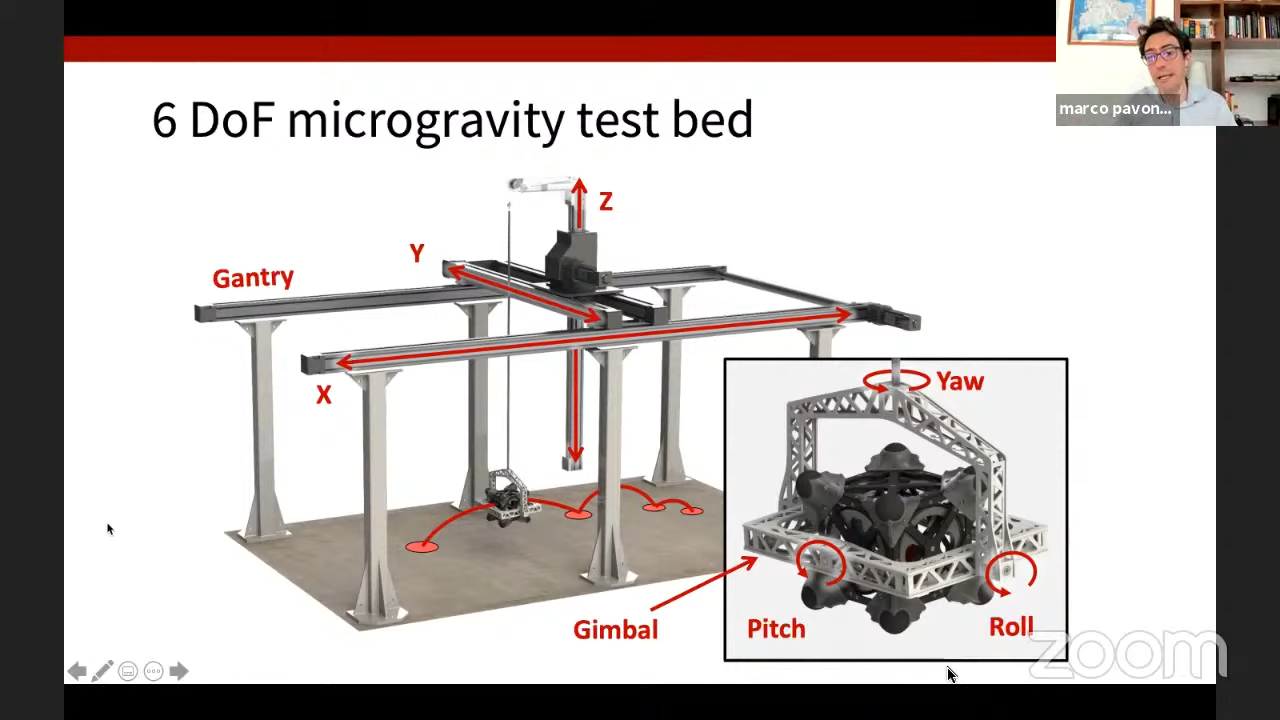 marco pavon...
6 DoF microgravity test bed
Z
Y
Gantry
X
Yaw
Gimbal
Pitch
Roll
zoom